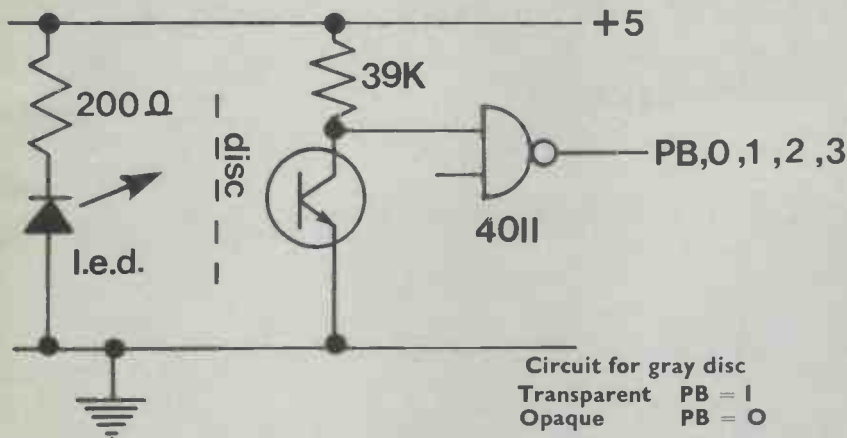 +5
39K
200Ω
disc
PB,0,1,2,3
4011
l.e.d.
Circuit for gray disc
Transparent PB = 1
Opaque PB = 0